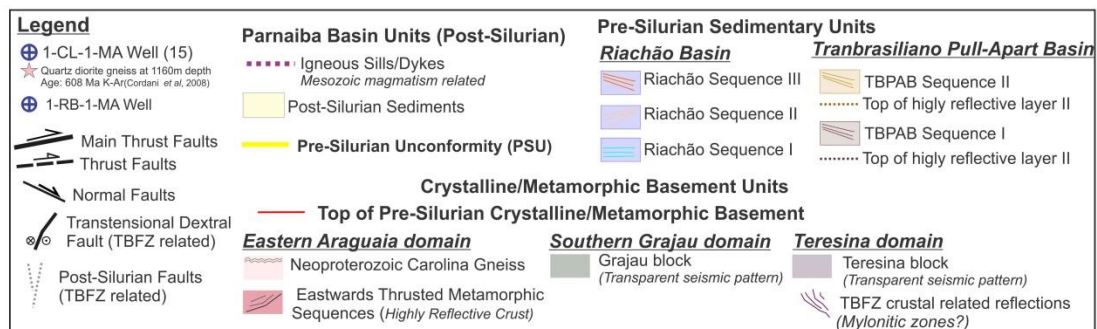 Legend
1-CL-1-MA Well (15)
Quartz diorite gneiss at 1160m depth
Age: 608 Ma K-Ar(Cordani et al, 2008)
1-RB-1-MA Well
Main Thrust Faults
Thrust Faults
Normal Faults
Transtensional Dextral
Fault (TBFZ related)
Post-Silurian Faults
(TBFZ related)
Parnaiba Basin Units (Post-Silurian)
Igneous Sills/Dykes
Mesozoic magmatism related
Post-Silurian Sediments
Pre-Silurian Unconformity (PSU)
Pre-Silurian Sedimentary Units
Riachão Basin
Riachão Sequence III
Riachão Sequence II
Riachão Sequence I
Tranbrasiliano Pull-Apart Basin
TBPAB Sequence II
Top of higly reflective layer II
TBPAB Sequence I
Top of higly reflective layer II
Crystalline/Metamorphic Basement Units
Top of Pre-Silurian Crystalline/Metamorphic Basement
Eastern Araguaia domain
Neoproterozoic Carolina Gneiss
Eastwards Thrusted Metamorphic
Sequences (Highly Reflective Crust)
Southern Grajau domain
Grajau block
(Transparent seismic pattern)
Teresina domain
Teresina block
(Transparent seismic pattern)
TBFZ crustal related reflections
(Mylonitic zones?)